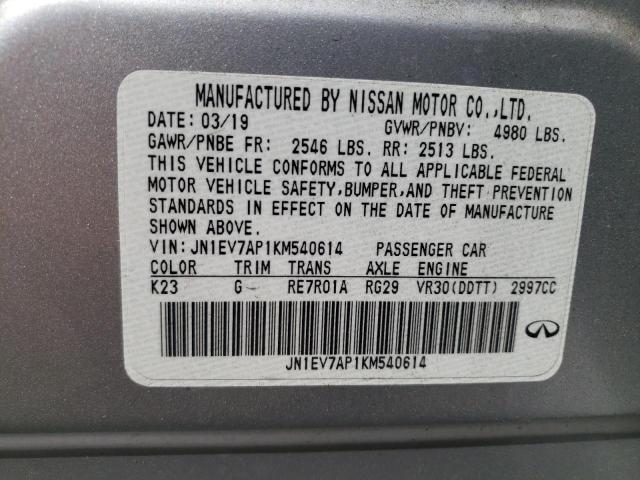 MANUFACTURED BY NISSAN MOTOR CO.,LTD.
DATE: 03/19 GVWR/PNBV: 4980 LBS.
GAWR/PNBE FR: 2546 LBS. RR: 2513 LBS.
THIS VEHICLE CONFORMS TO ALL APPLICABLE FEDERAL
MOTOR VEHICLE SAFETY,BUMPER,AND THEFT PREVENTION
STANDARDS IN EFFECT ON THE DATE OF MANUFACTURE
SHOWN ABOVE.
VIN: JN1EV7AP1KM540614 PASSENGER CAR
COLOR TRIM TRANS AXLE ENGINE
K23 G RE7R01A RG29 VR30(DDTT) 2997CC
JN1EV7AP1KM540614